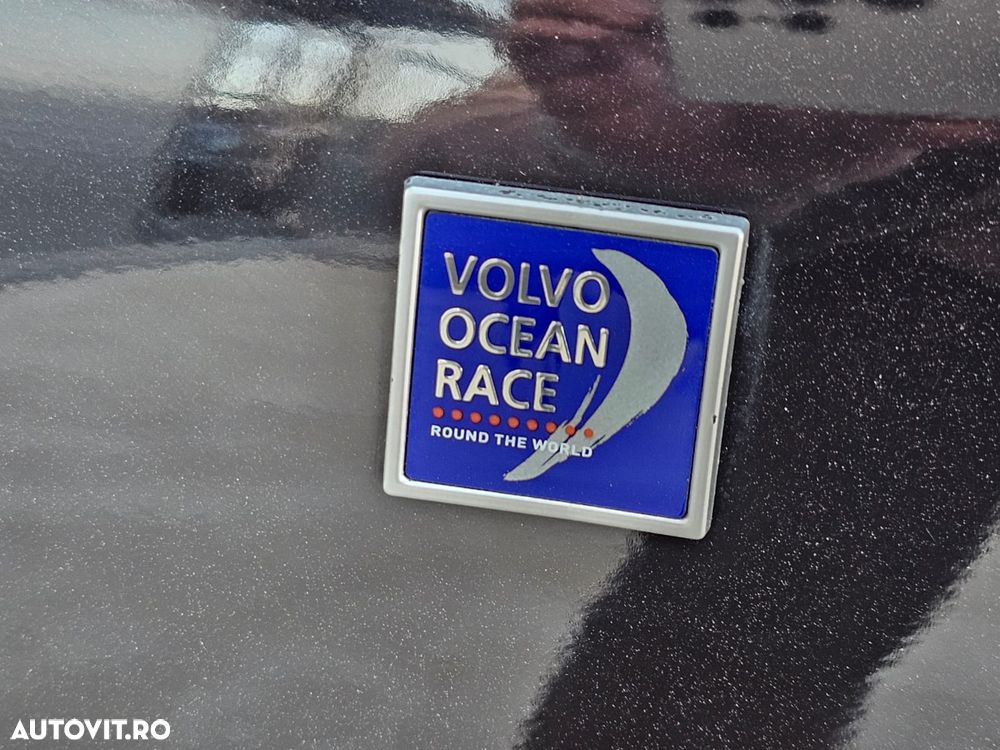 VOLVO
OCEAN
RACE
ROUND THE WORLD
AUTOVIT.RO